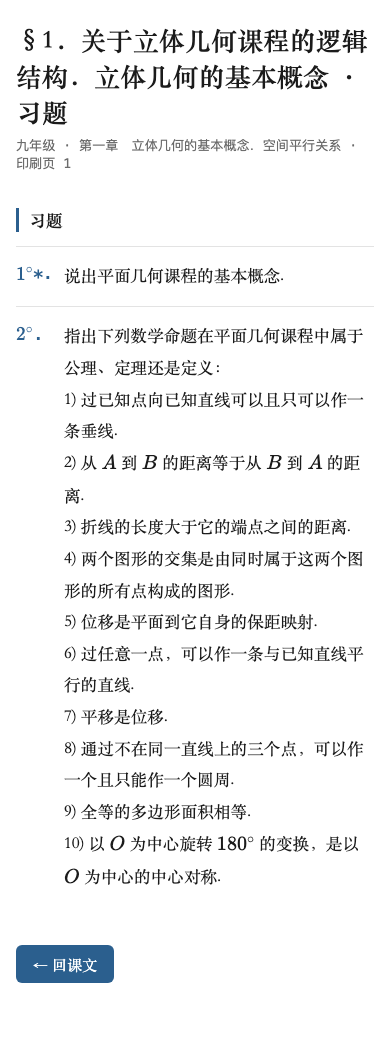 §1. 关于立体几何课程的逻辑
结构. 立体几何的基本概念 ·
习题
九年级 · 第一章 立体几何的基本概念. 空间平行关系 ·
印刷页 1
习题
1°*. 说出平面几何课程的基本概念.
2°. 指出下列数学命题在平面几何课程中属于
公理、定理还是定义:
1) 过已知点向已知直线可以且只可以作一
条垂线.
2) 从 A 到 B 的距离等于从 B 到 A 的距
离.
3) 折线的长度大于它的端点之间的距离.
4) 两个图形的交集是由同时属于这两个图
形的所有点构成的图形.
5) 位移是平面到它自身的保距映射.
6) 过任意一点, 可以作一条与已知直线平
行的直线.
7) 平移是位移.
8) 通过不在同一直线上的三个点, 可以作
一个且只能作一个圆周.
9) 全等的多边形面积相等.
10) 以 O 为中心旋转 180° 的变换, 是以
O 为中心的中心对称.
← 回课文